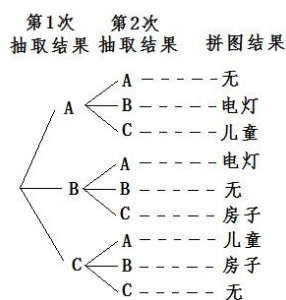 第1次 第2次
抽取结果 抽取结果 拼图结果
A 无
A B 电灯
C 儿童
A 电灯
B B 无
C 房子
A 儿童
C B 房子
C 无